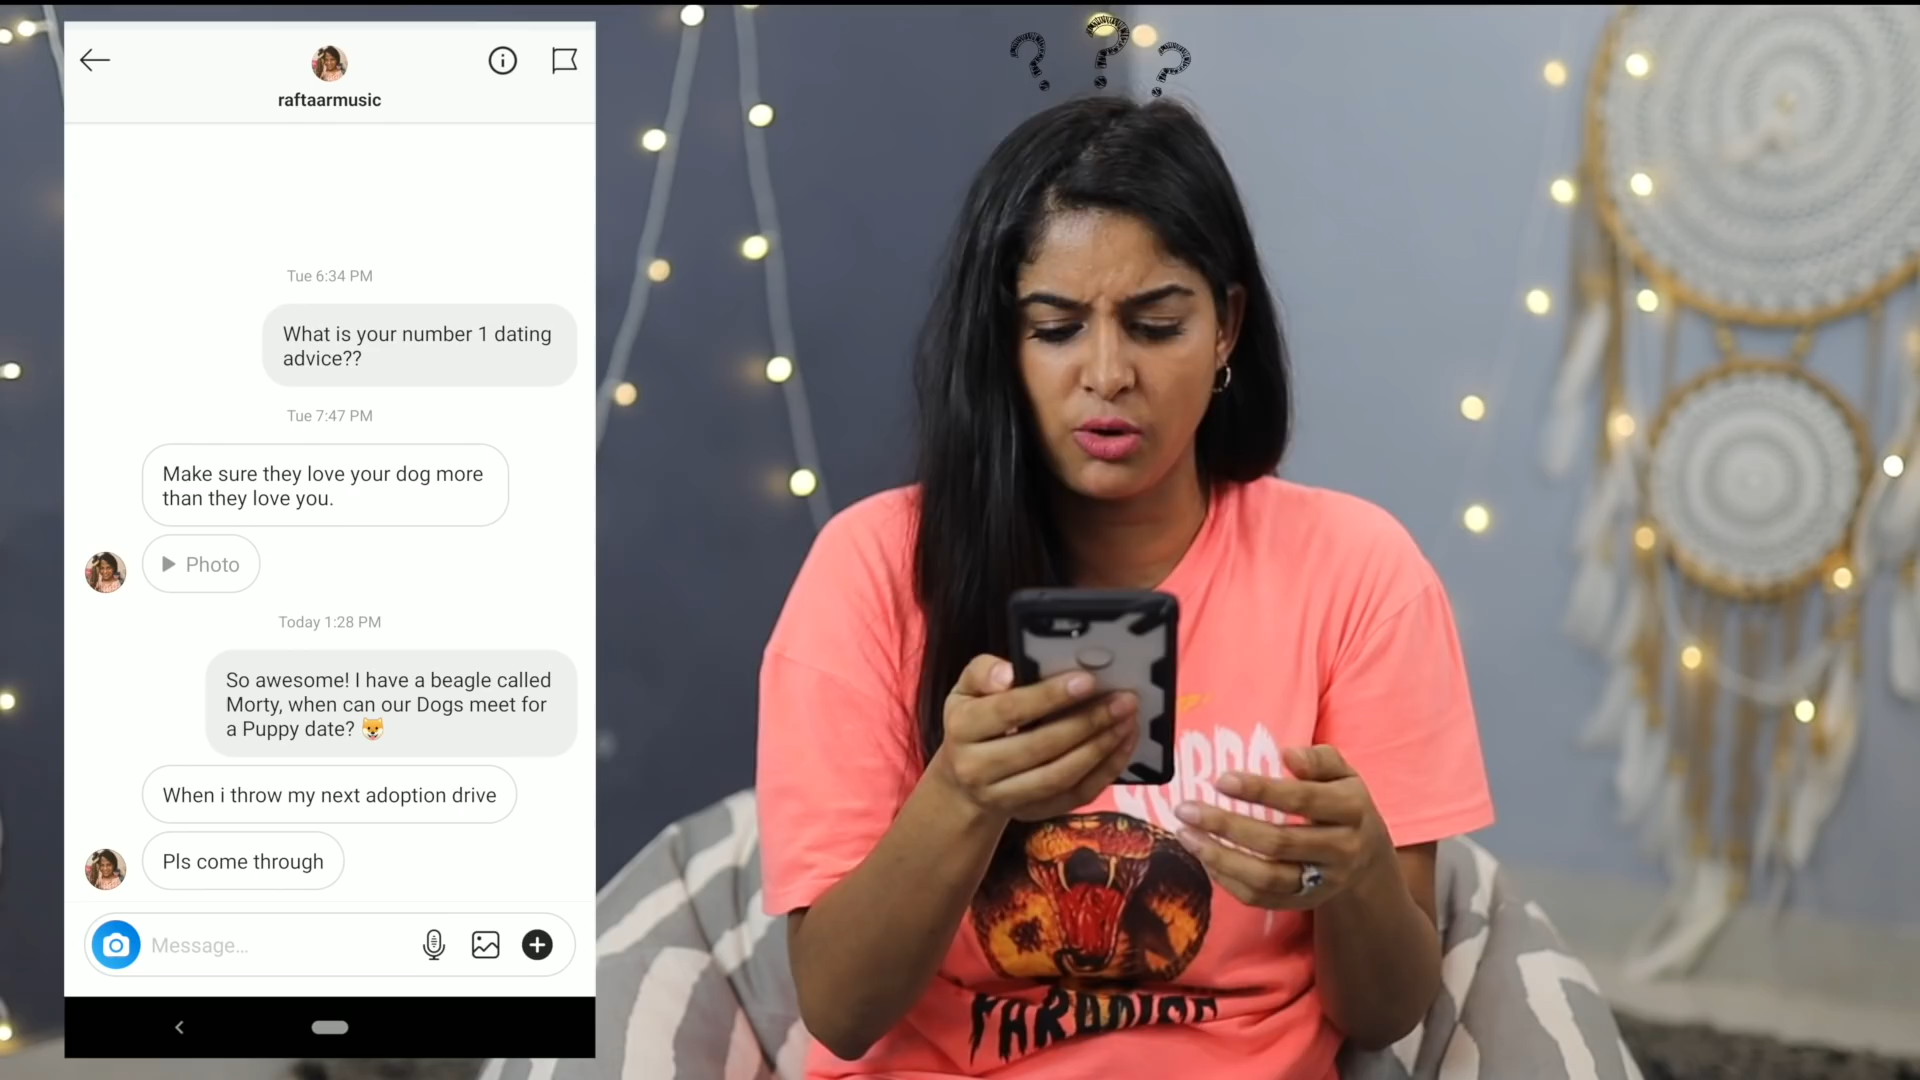 raftaarmusic
Tue 6:34 PM
What is your number 1 dating
advice??
Tue 7:47 PM
Make sure they love your dog more
than they love you.
Photo
Today 1:28 PM
So awesome! I have a beagle called
Morty, when can our Dogs meet for
a Puppy date? 🐶
When i throw my next adoption drive
Pls come through
Message...
? ? ?
PARADISE